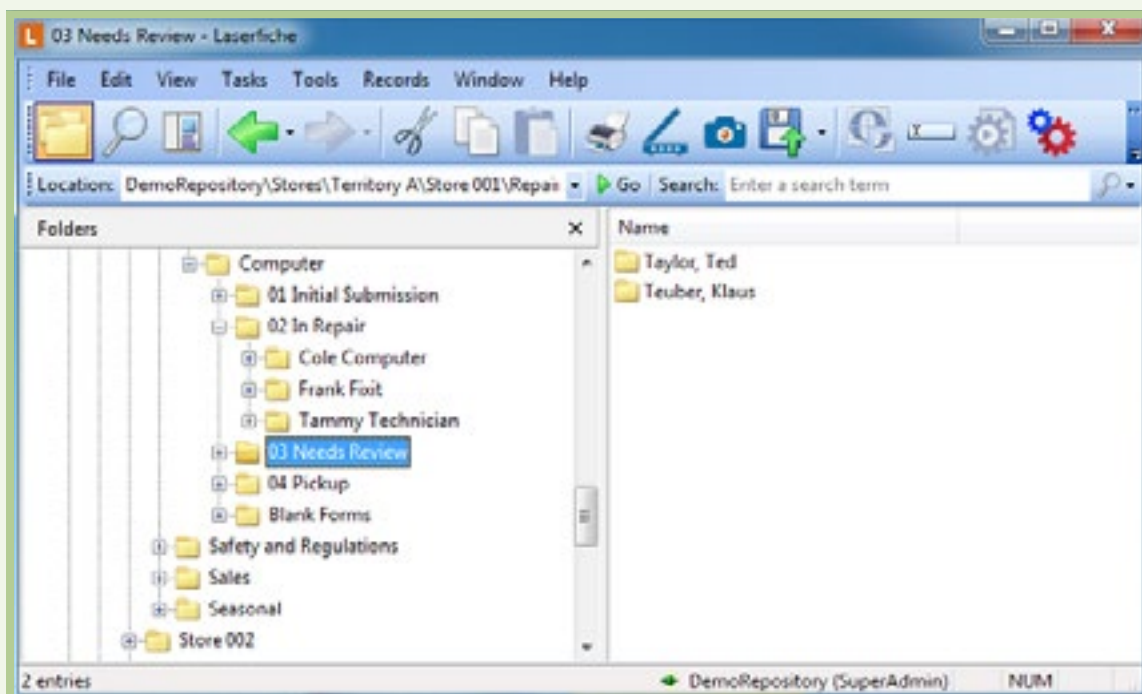 L 03 Needs Review - Laserfiche
File Edit View Tasks Tools Records Window Help
Location: DemoRepository\Stores\Territory A\Store 001\Repair Go Search: Enter a search term
Folders
Name
Computer
01 Initial Submission
02 In Repair
Cole Computer
Frank Fixit
Tammy Technician
03 Needs Review
04 Pickup
Blank Forms
Safety and Regulations
Sales
Seasonal
Store 002
Taylor, Ted
Teuber, Klaus
2 entries DemoRepository (SuperAdmin) NUM